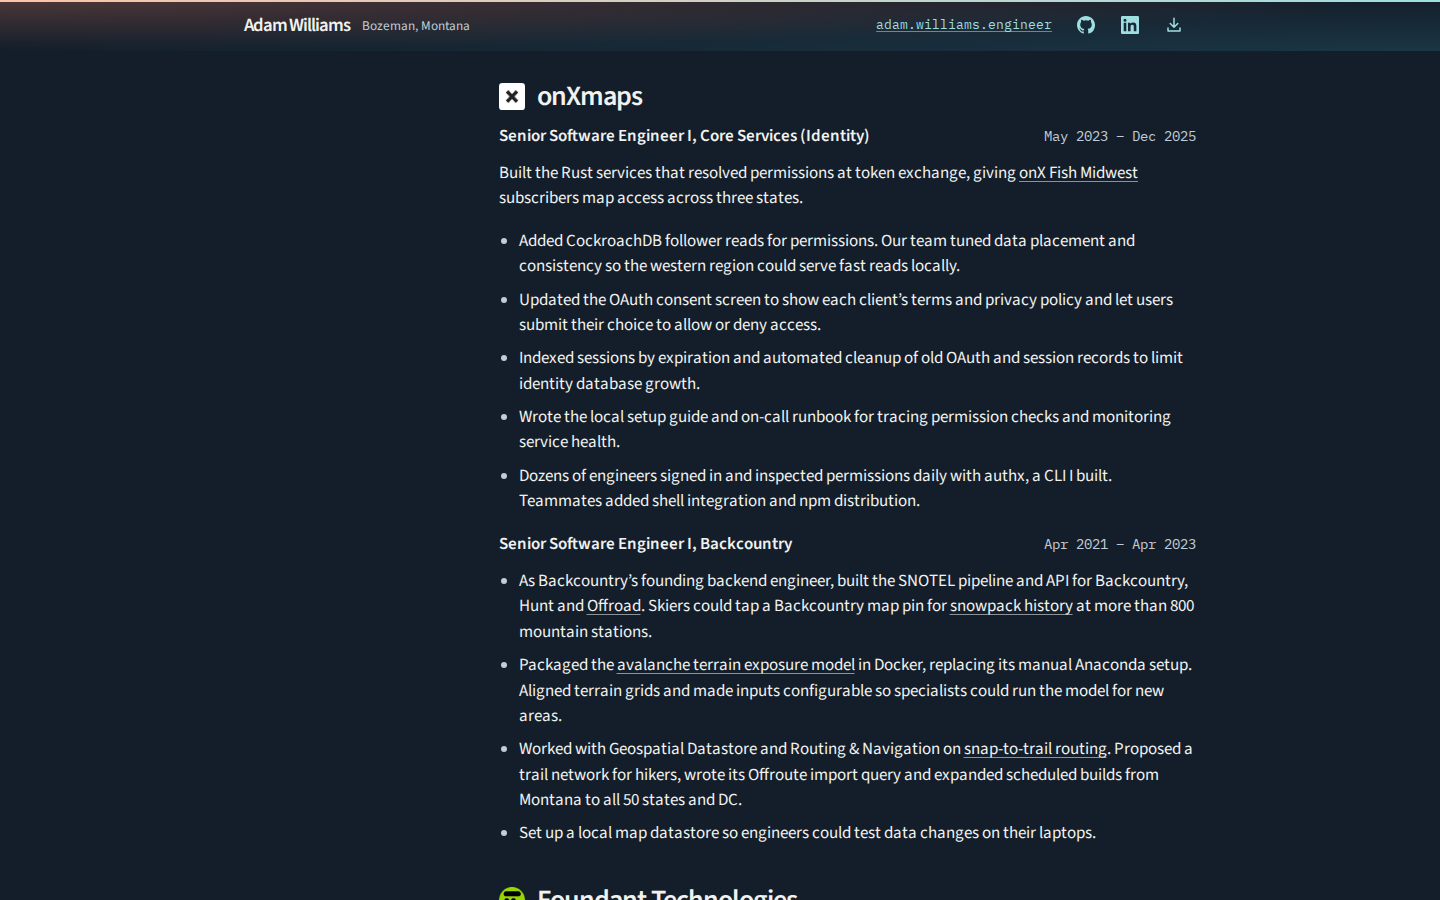 Adam Williams Bozeman, Montana adam.williams.engineer
onXmaps
Senior Software Engineer I, Core Services (Identity) May 2023 – Dec 2025
Built the Rust services that resolved permissions at token exchange, giving onX Fish Midwest
subscribers map access across three states.
Added CockroachDB follower reads for permissions. Our team tuned data placement and
consistency so the western region could serve fast reads locally.
Updated the OAuth consent screen to show each client’s terms and privacy policy and let users
submit their choice to allow or deny access.
Indexed sessions by expiration and automated cleanup of old OAuth and session records to limit
identity database growth.
Wrote the local setup guide and on-call runbook for tracing permission checks and monitoring
service health.
Dozens of engineers signed in and inspected permissions daily with authx, a CLI I built.
Teammates added shell integration and npm distribution.
Senior Software Engineer I, Backcountry Apr 2021 – Apr 2023
As Backcountry’s founding backend engineer, built the SNOTEL pipeline and API for Backcountry,
Hunt and Offroad. Skiers could tap a Backcountry map pin for snowpack history at more than 800
mountain stations.
Packaged the avalanche terrain exposure model in Docker, replacing its manual Anaconda setup.
Aligned terrain grids and made inputs configurable so specialists could run the model for new
areas.
Worked with Geospatial Datastore and Routing & Navigation on snap-to-trail routing. Proposed a
trail network for hikers, wrote its Offroute import query and expanded scheduled builds from
Montana to all 50 states and DC.
Set up a local map datastore so engineers could test data changes on their laptops.
Foundant Technologies